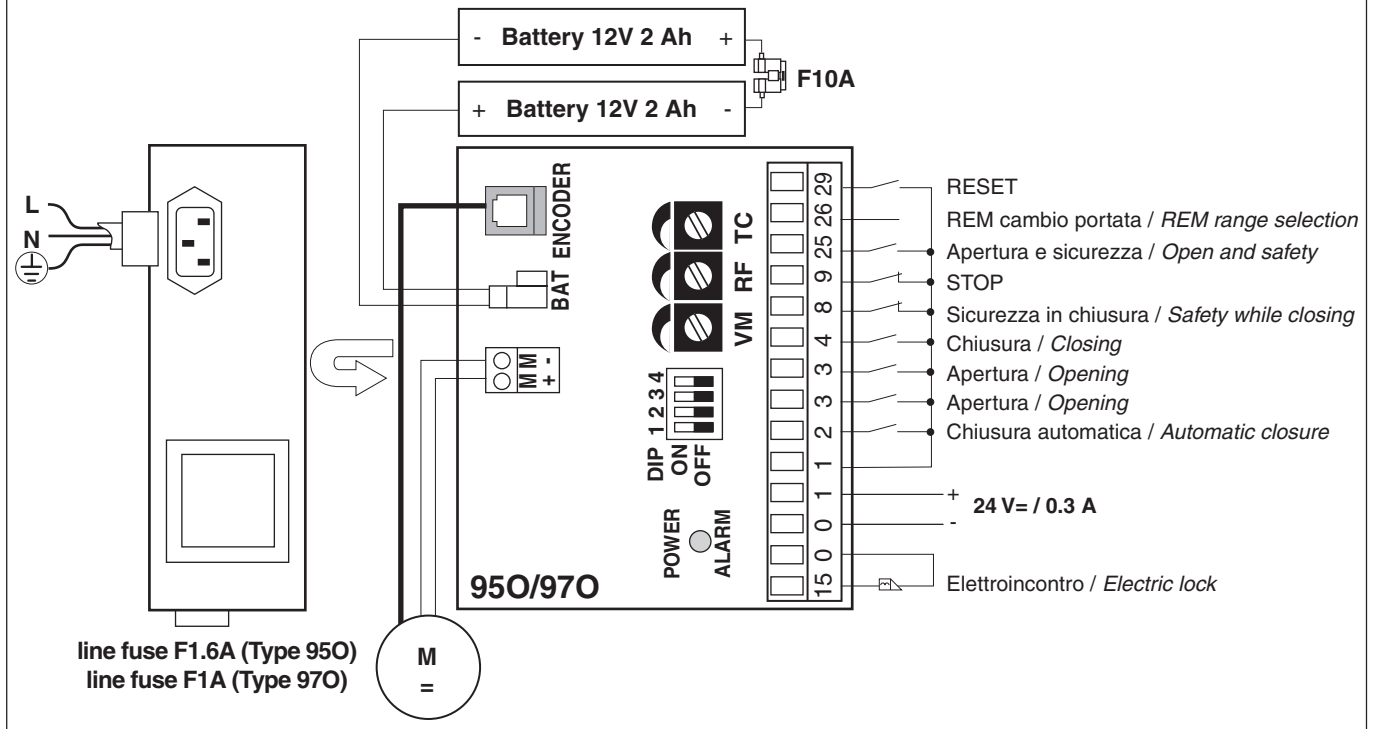 - Battery 12V 2 Ah +
F10A
+ Battery 12V 2 Ah -
L
N
ENCODER
BAT
M M
+ -
TC
RF
VM
DIP 1 2 3 4
ON
OFF
POWER
ALARM
95O/97O
M
=
line fuse F1.6A (Type 95O)
line fuse F1A (Type 97O)
29 RESET
26 REM cambio portata / REM range selection
25 Apertura e sicurezza / Open and safety
9 STOP
8 Sicurezza in chiusura / Safety while closing
4 Chiusura / Closing
3 Apertura / Opening
3 Apertura / Opening
2 Chiusura automatica / Automatic closure
1
1 +
24 V= / 0.3 A
0 -
0
15 Elettroincontro / Electric lock